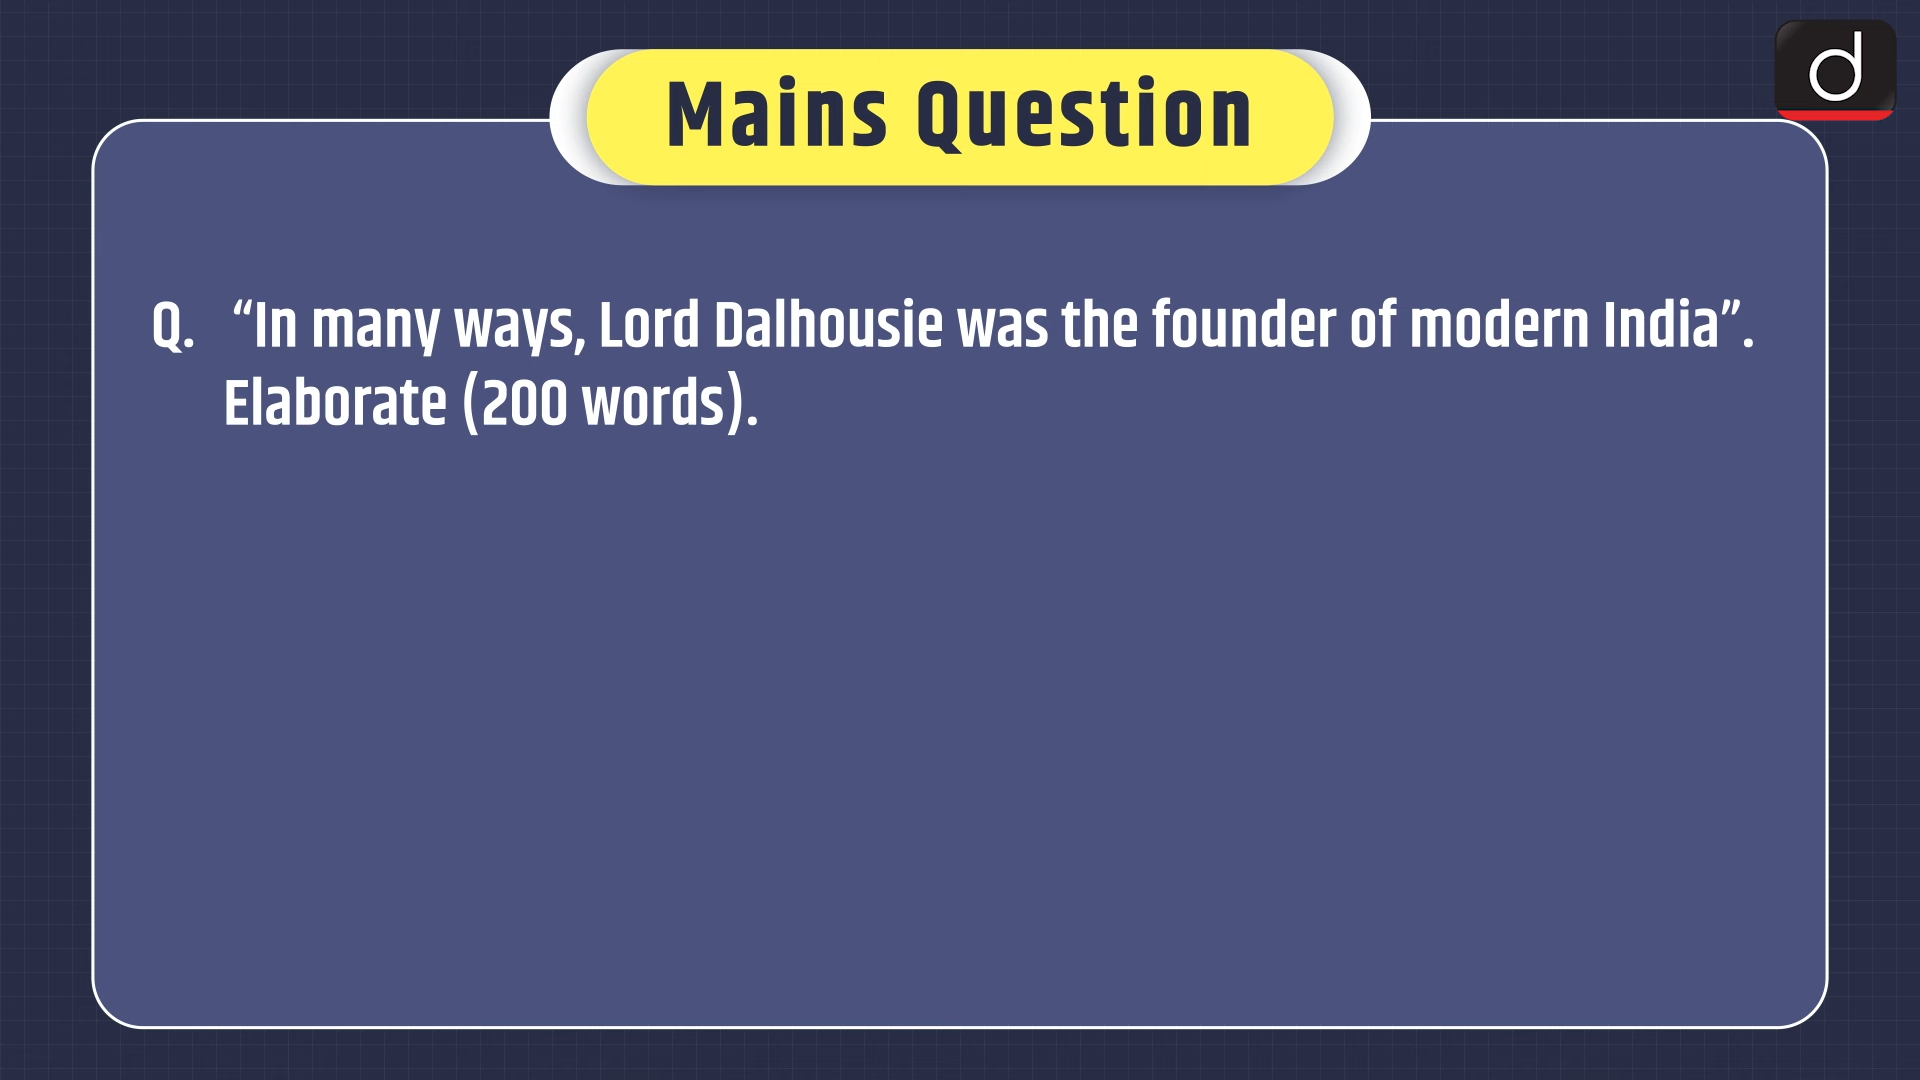 Mains Question
d
Q. “In many ways, Lord Dalhousie was the founder of modern India”.
Elaborate (200 words).